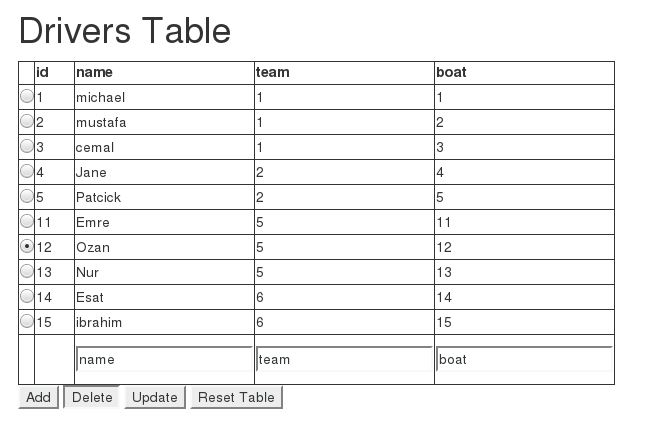 Drivers Table
id name team boat
1 michael 1 1
2 mustafa 1 2
3 cemal 1 3
4 Jane 2 4
5 Patcick 2 5
11 Emre 5 11
12 Ozan 5 12
13 Nur 5 13
14 Esat 6 14
15 ibrahim 6 15
name team boat
Add Delete Update Reset Table